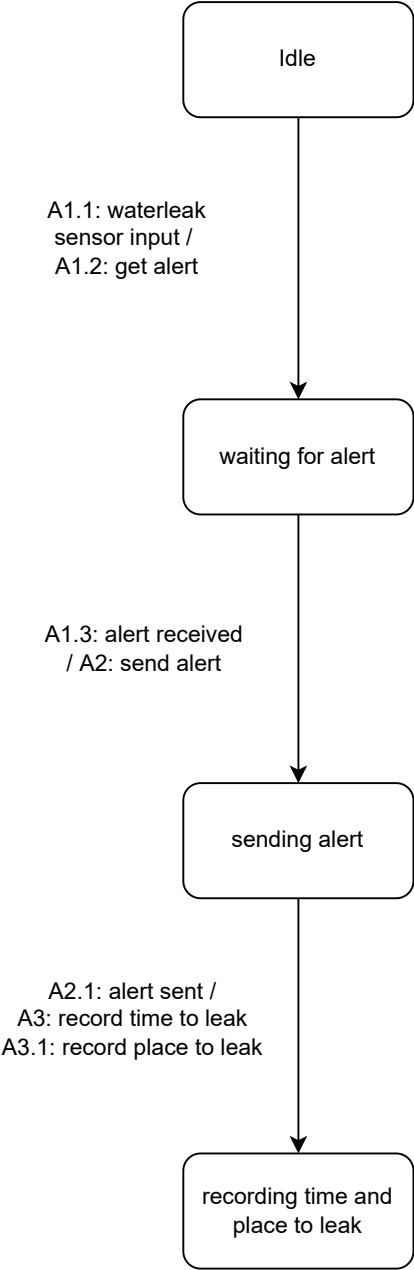 Idle
A1.1: waterleak
sensor input /
A1.2: get alert
waiting for alert
A1.3: alert received
/ A2: send alert
sending alert
A2.1: alert sent /
A3: record time to leak
A3.1: record place to leak
recording time and
place to leak